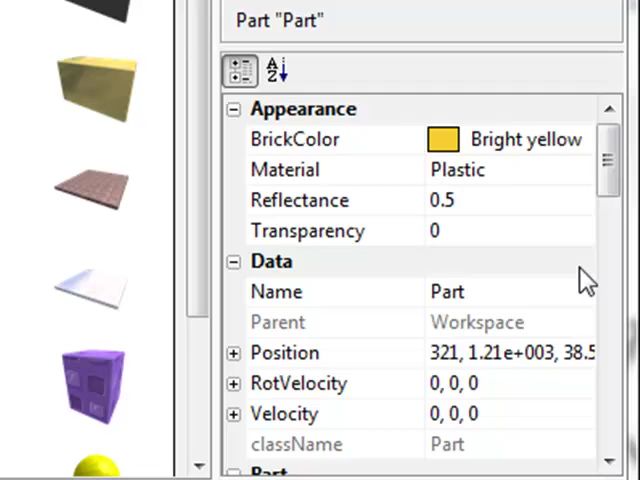 Part "Part"
A
Z
Appearance
BrickColor Bright yellow
Material Plastic
Reflectance 0.5
Transparency 0
Data
Name Part
Parent Workspace
Position 321, 1.21e+003, 38.5
RotVelocity 0, 0, 0
Velocity 0, 0, 0
className Part
Part